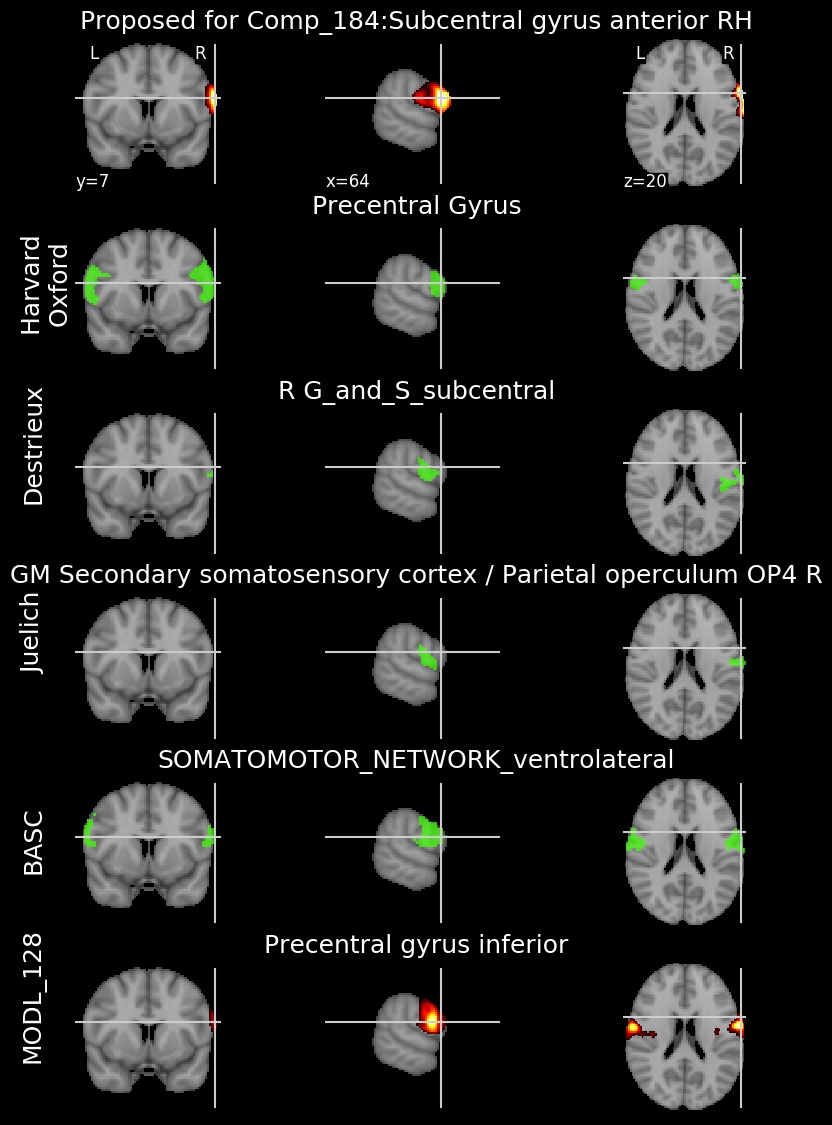 Proposed for Comp_184:Subcentral gyrus anterior RH
L R L R
y=7 x=64 z=20
Precentral Gyrus
Harvard
Oxford
R G_and_S_subcentral
Destrieux
GM Secondary somatosensory cortex / Parietal operculum OP4 R
Juelich
SOMATOMOTOR_NETWORK_ventrolateral
BASC
Precentral gyrus inferior
MODL_128